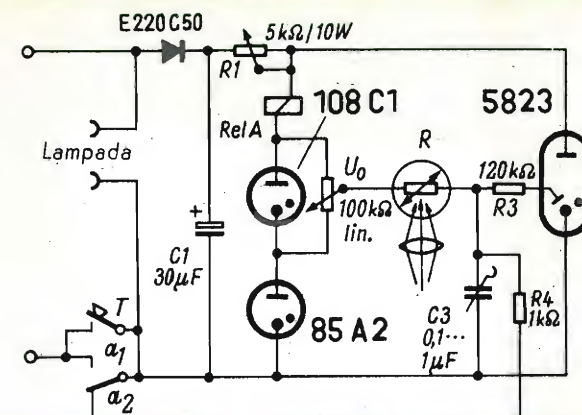 E220C50
5kΩ/10W
R1
108 C1
5823
Rel A
R
Lampada
U₀
120kΩ
100kΩ
lin.
R3
+
C1
30µF
T
a₁
85 A2
C3
0,1...
1µF
R4
1kΩ
a₂